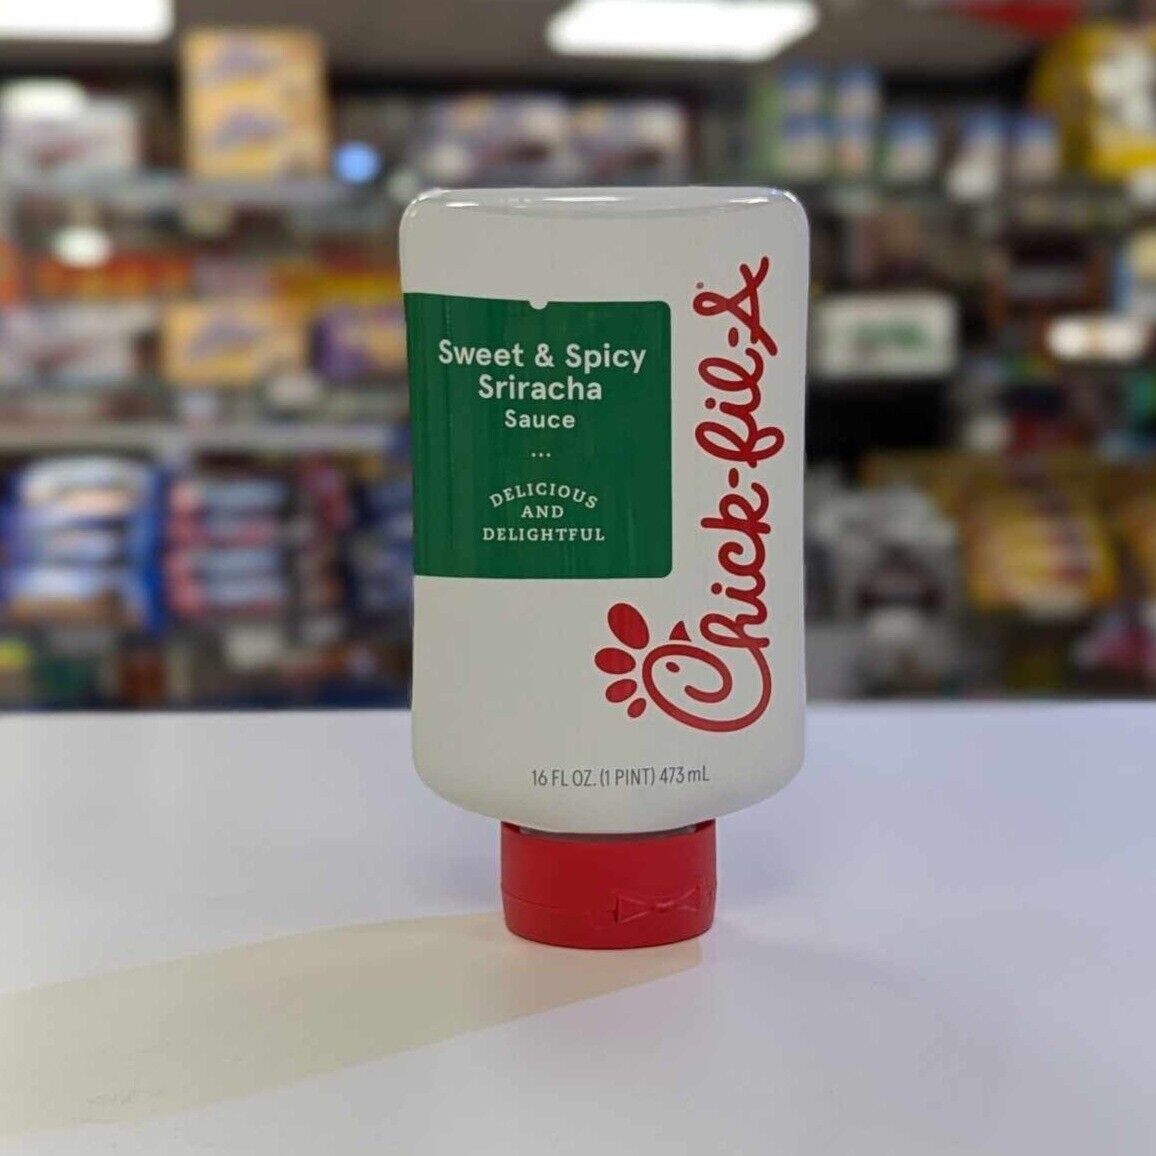 Sweet & Spicy
Sriracha
Sauce
...
DELICIOUS
AND
DELIGHTFUL
Chick-fil-A®
16 FL OZ. (1 PINT) 473 mL